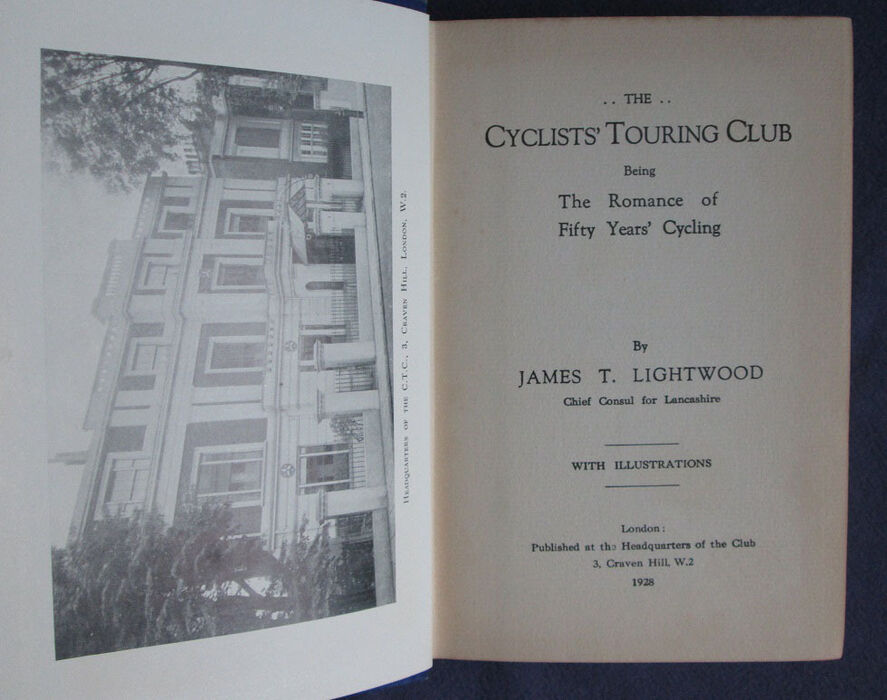 Headquarters of the C.T.C., 3, Craven Hill, London, W.2.
.. THE ..
CYCLISTS' TOURING CLUB
Being
The Romance of
Fifty Years' Cycling
By
JAMES T. LIGHTWOOD
Chief Consul for Lancashire
WITH ILLUSTRATIONS
London:
Published at the Headquarters of the Club
3, Craven Hill, W.2
1928